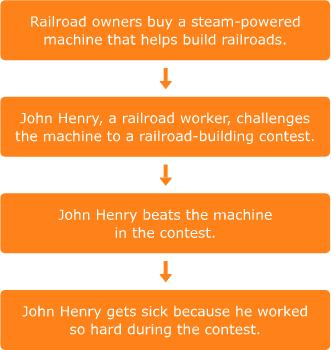 Railroad owners buy a steam-powered
machine that helps build railroads.
John Henry, a railroad worker, challenges
the machine to a railroad-building contest.
John Henry beats the machine
in the contest.
John Henry gets sick because he worked
so hard during the contest.